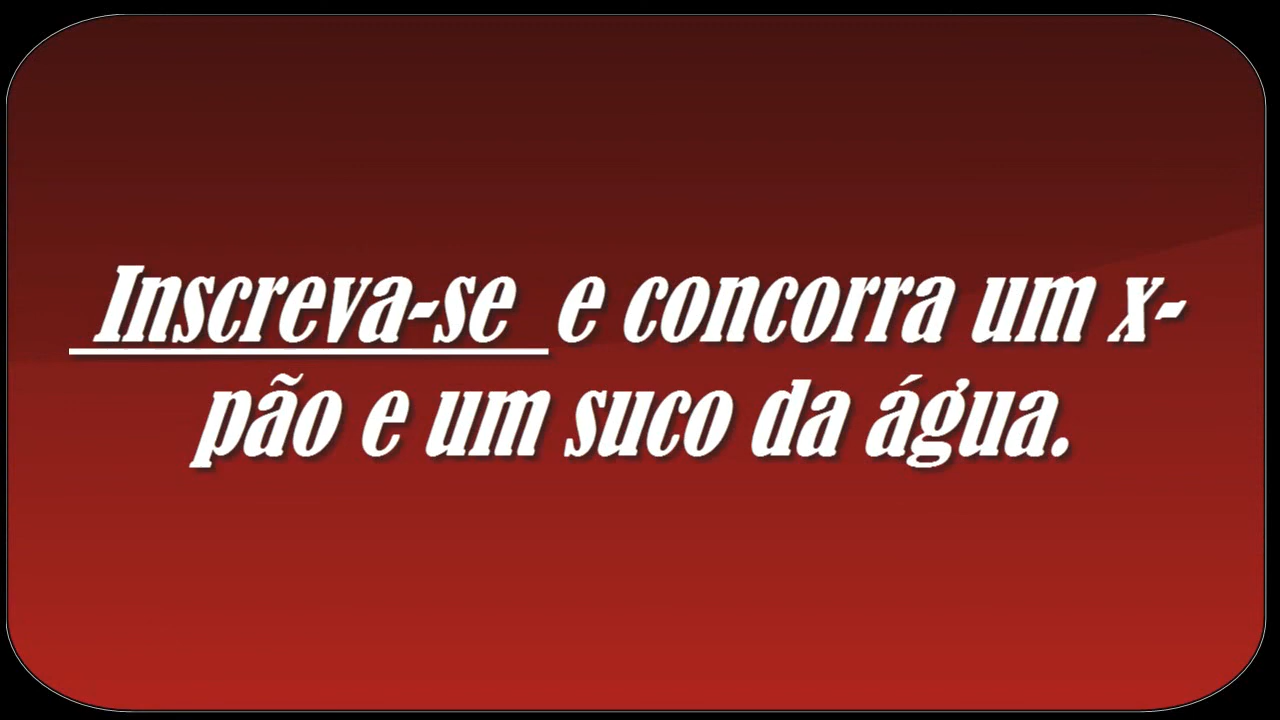 Inscreva-se e concorra um x-
pão e um suco da água.